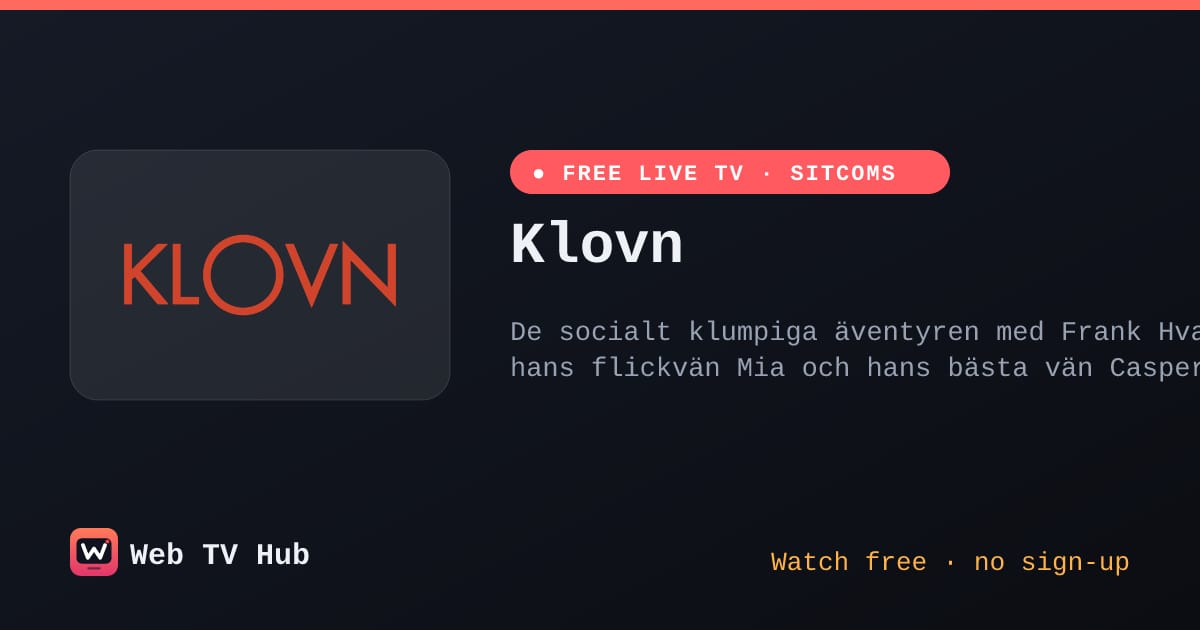 KLOVN
• FREE LIVE TV · SITCOMS
Klovn
De socialt klumpiga äventyren med Frank
hans flickvän Mia och hans bästa vän Casper
W
Web TV Hub
Watch free · no sign-up